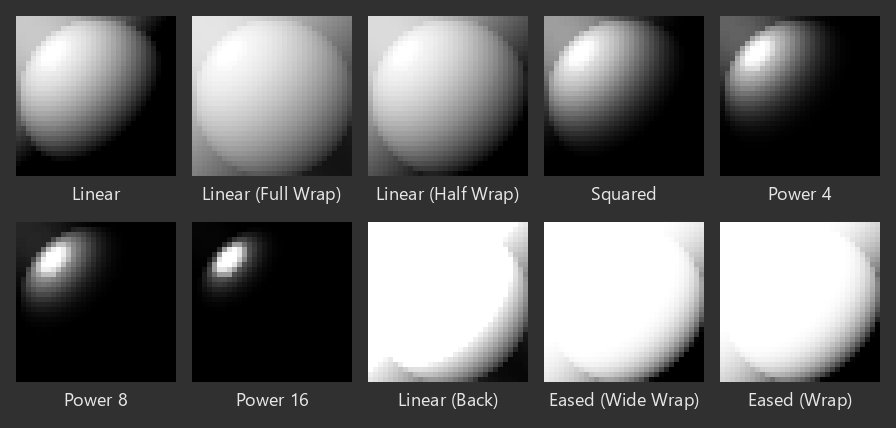 Linear
Linear (Full Wrap)
Linear (Half Wrap)
Squared
Power 4
Power 8
Power 16
Linear (Back)
Eased (Wide Wrap)
Eased (Wrap)